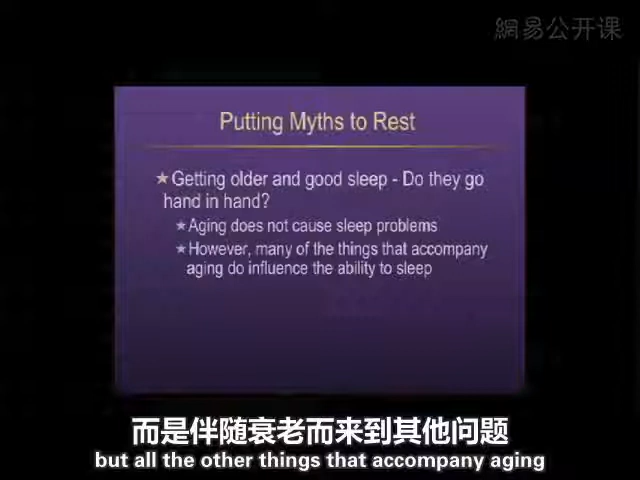 網易公开课
Putting Myths to Rest
★Getting older and good sleep - Do they go
hand in hand?
★Aging does not cause sleep problems
★However, many of the things that accompany
aging do influence the ability to sleep
而是伴随衰老而来到其他问题
but all the other things that accompany aging